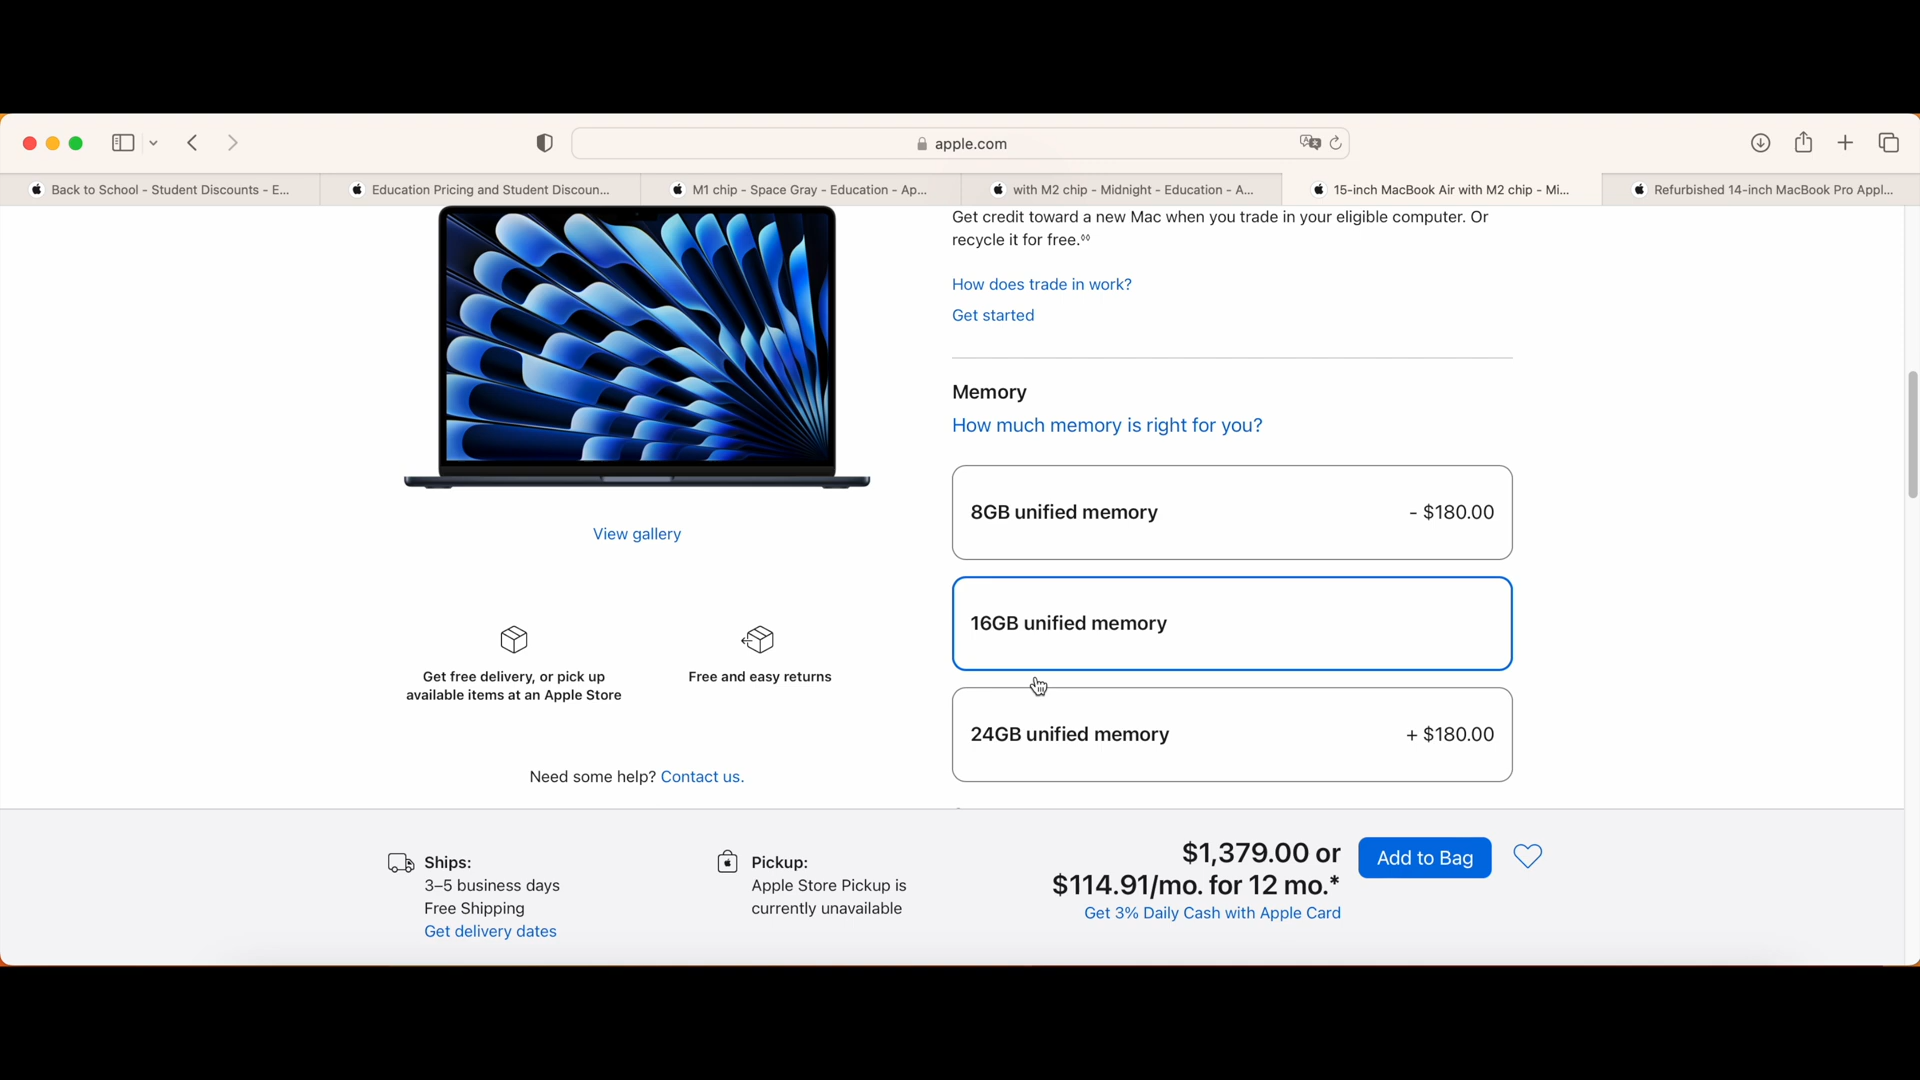 apple.com
Back to School - Student Discounts - E...
Education Pricing and Student Discoun...
M1 chip - Space Gray - Education - Ap...
with M2 chip - Midnight - Education - A...
15-inch MacBook Air with M2 chip - Mi...
Refurbished 14-inch MacBook Pro Appl...
Get credit toward a new Mac when you trade in your eligible computer. Or
recycle it for free.◊◊
How does trade in work?
Get started
Memory
How much memory is right for you?
8GB unified memory - $180.00
16GB unified memory
24GB unified memory + $180.00
View gallery
Get free delivery, or pick up
available items at an Apple Store
Free and easy returns
Need some help? Contact us.
Ships:
3–5 business days
Free Shipping
Get delivery dates
Pickup:
Apple Store Pickup is
currently unavailable
$1,379.00 or
$114.91/mo. for 12 mo.*
Get 3% Daily Cash with Apple Card
Add to Bag